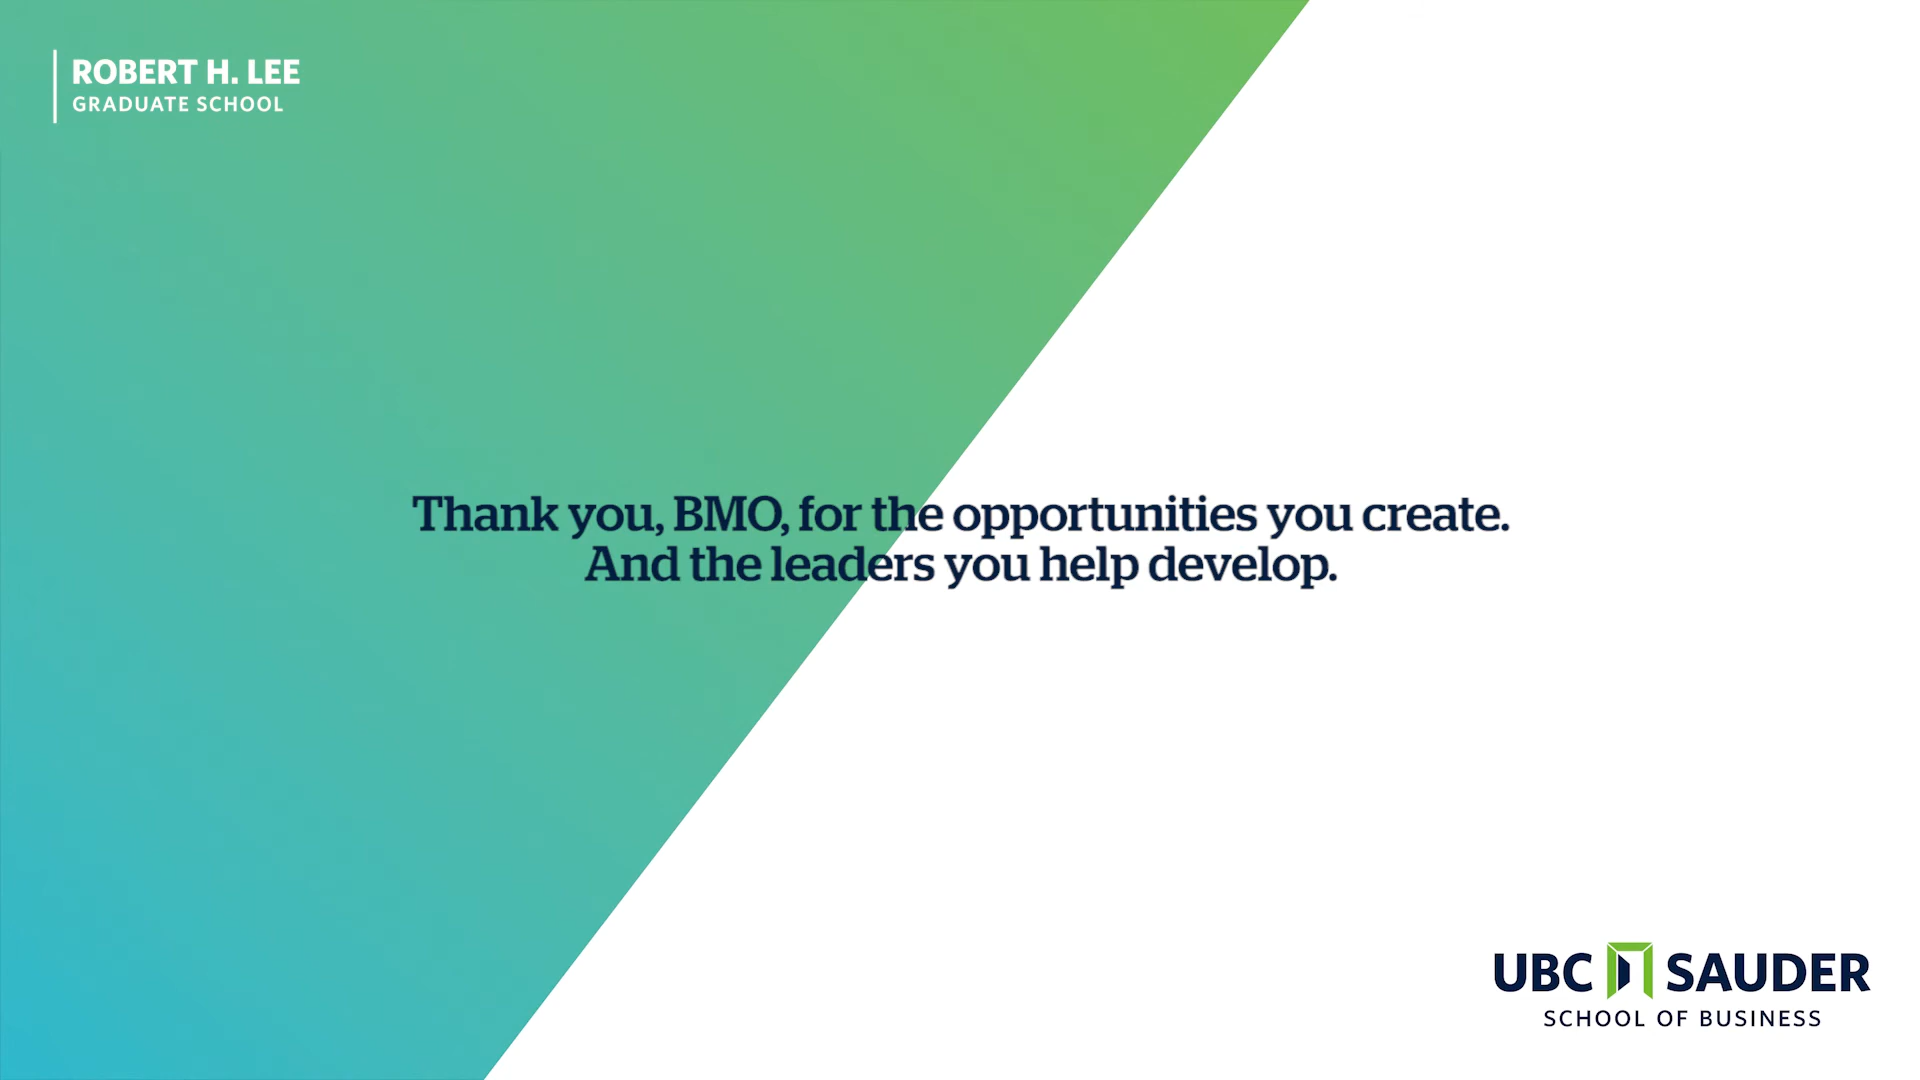 ROBERT H. LEE
GRADUATE SCHOOL
Thank you, BMO, for the opportunities you create.
And the leaders you help develop.
UBC SAUDER
SCHOOL OF BUSINESS